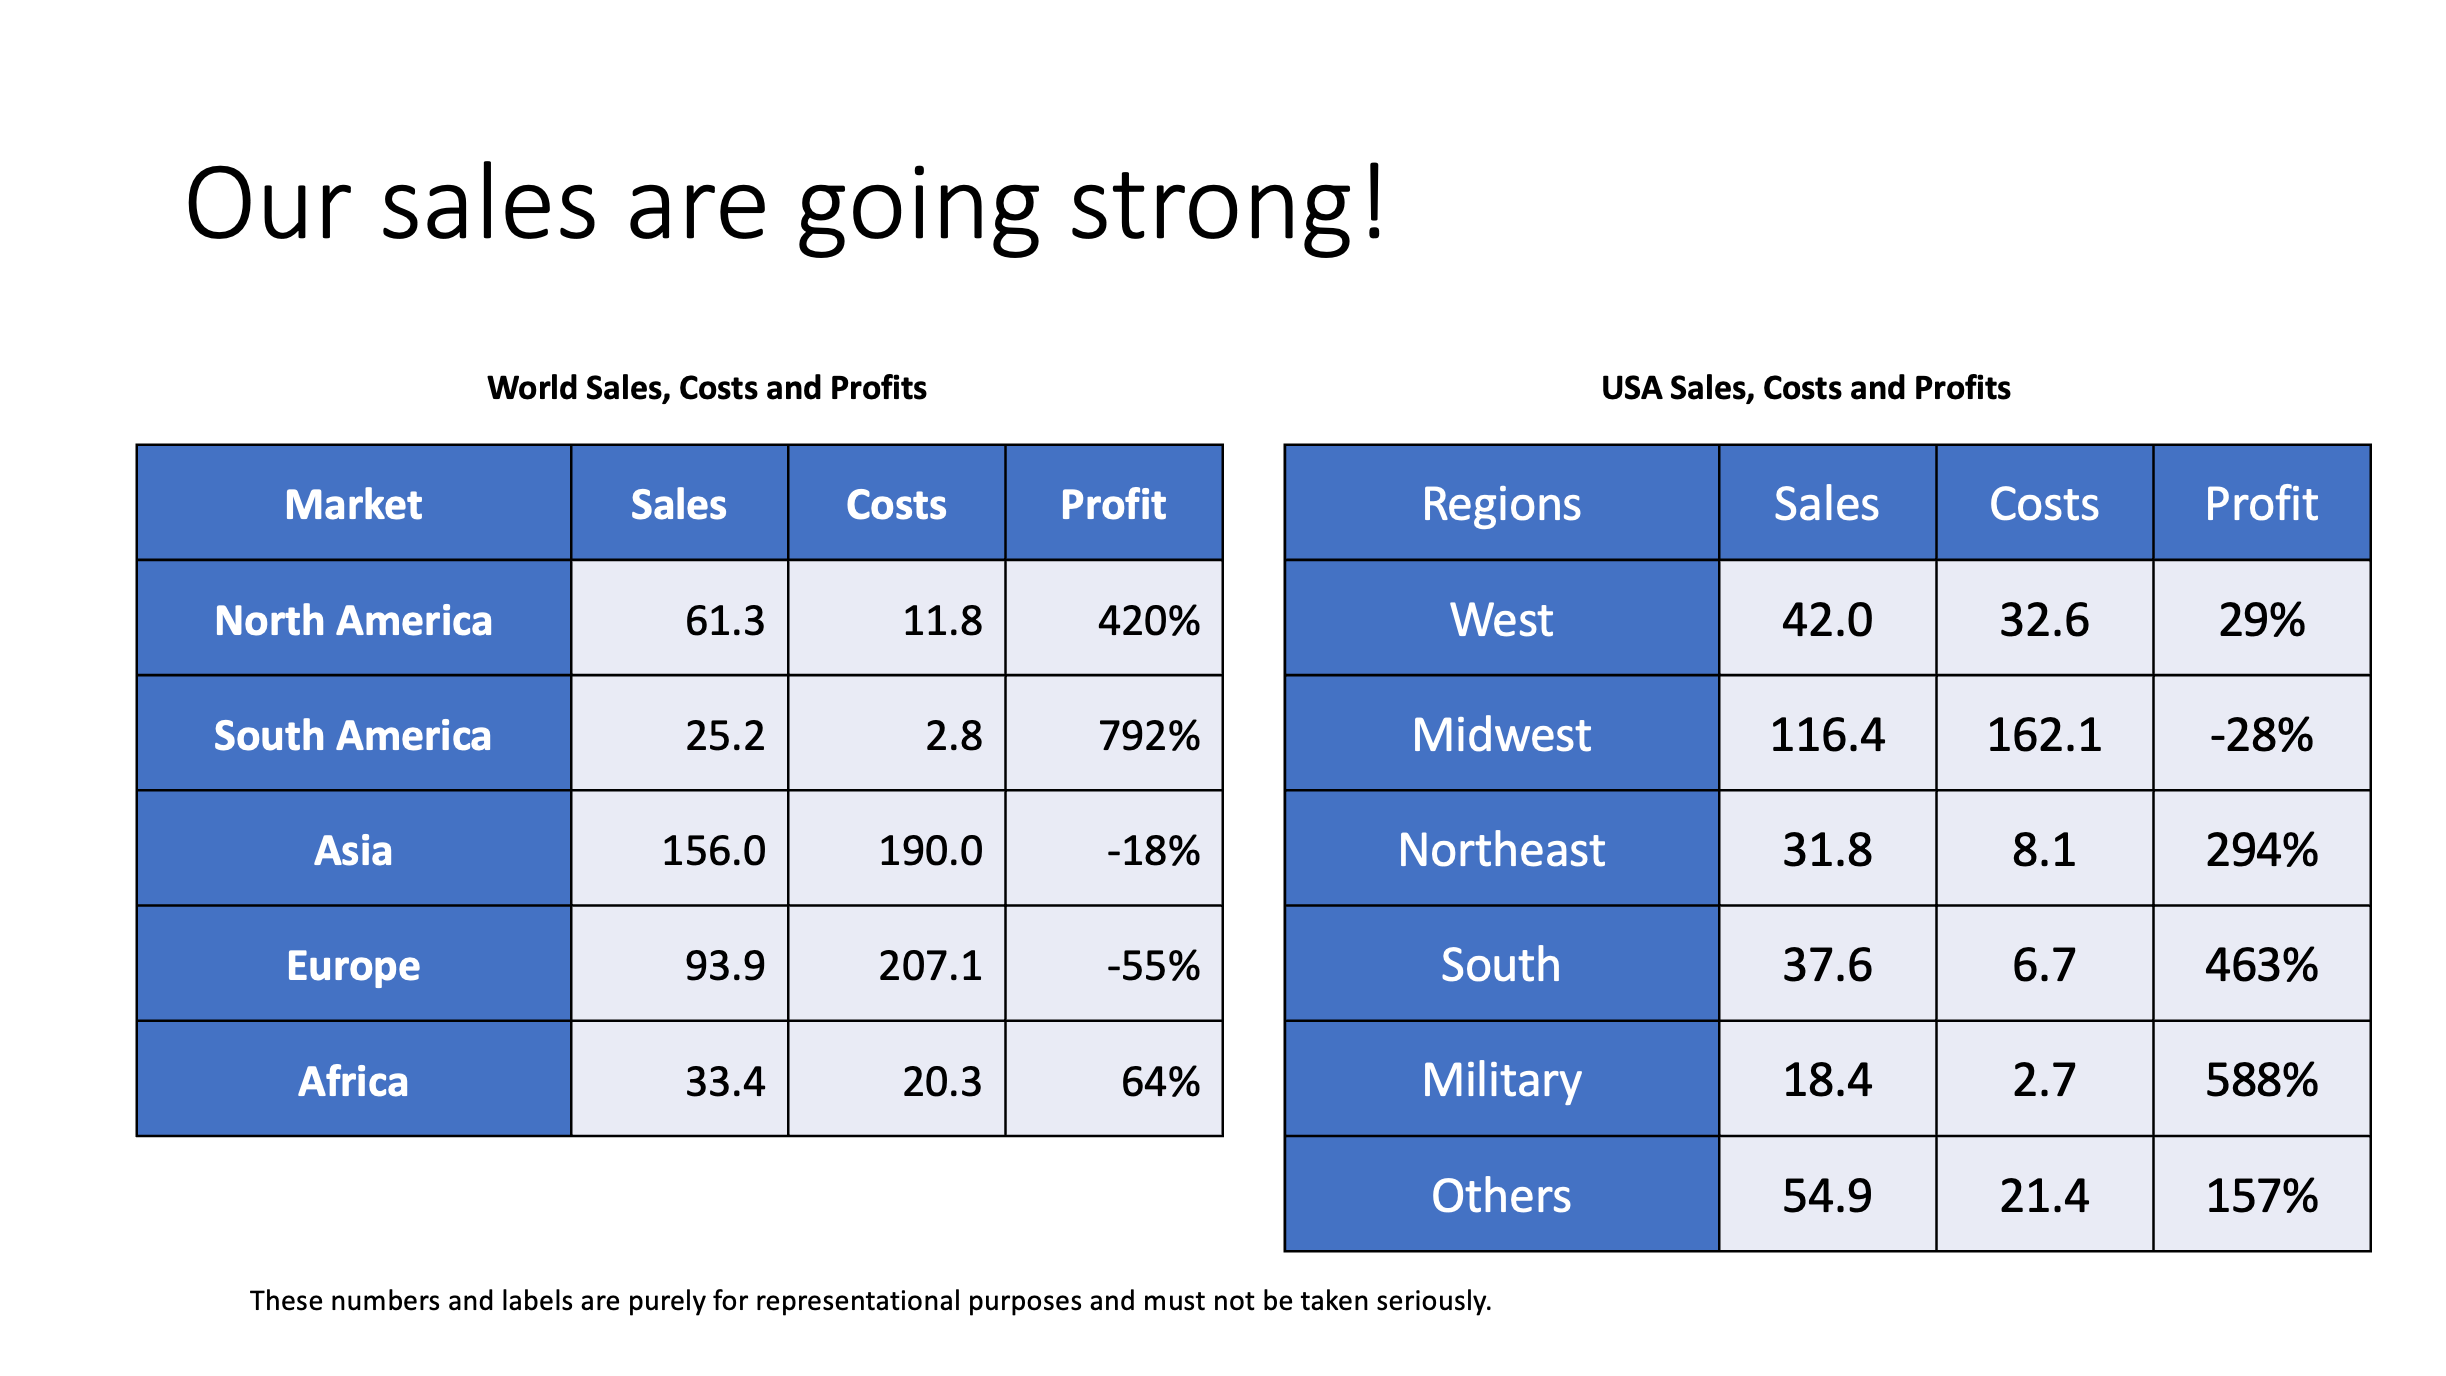 Our sales are going strong!
World Sales, Costs and Profits
Market Sales Costs Profit
North America 61.3 11.8 420%
South America 25.2 2.8 792%
Asia 156.0 190.0 -18%
Europe 93.9 207.1 -55%
Africa 33.4 20.3 64%
USA Sales, Costs and Profits
Regions Sales Costs Profit
West 42.0 32.6 29%
Midwest 116.4 162.1 -28%
Northeast 31.8 8.1 294%
South 37.6 6.7 463%
Military 18.4 2.7 588%
Others 54.9 21.4 157%
These numbers and labels are purely for representational purposes and must not be taken seriously.